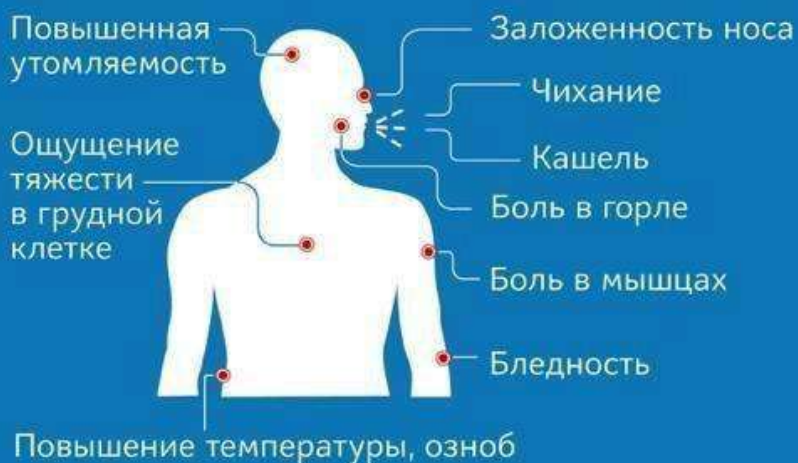 Повышенная
утомляемость
Ощущение
тяжести
в грудной
клетке
Заложенность носа
Чихание
Кашель
Боль в горле
Боль в мышцах
Бледность
Повышение температуры, озноб